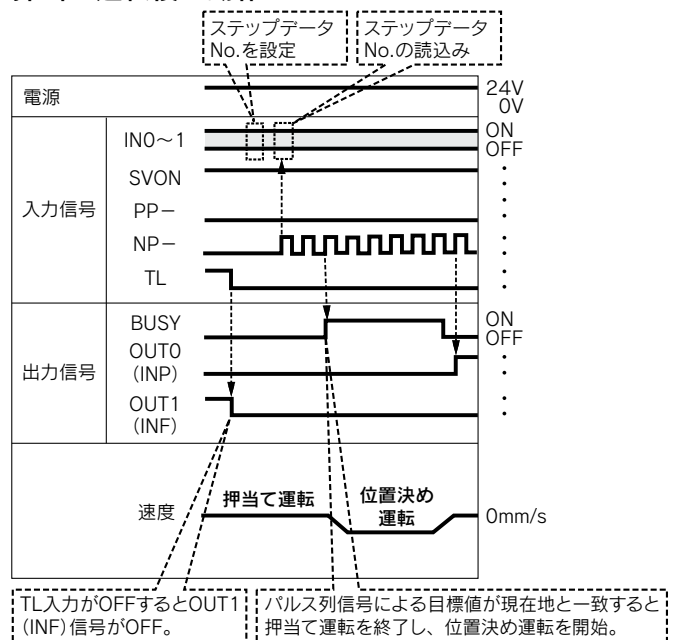 ステップデータ
No.を設定
ステップデータ
No.の読込み
電源
24V
0V
入力信号
IN0~1
ON
OFF
SVON
PP−
NP−
TL
出力信号
BUSY
ON
OFF
OUT0
(INP)
OUT1
(INF)
速度
押当て運転
位置決め
運転
0mm/s
TL入力がOFFするとOUT1
(INF)信号がOFF。
パルス列信号による目標値が現在地と一致すると
押当て運転を終了し、位置決め運転を開始。